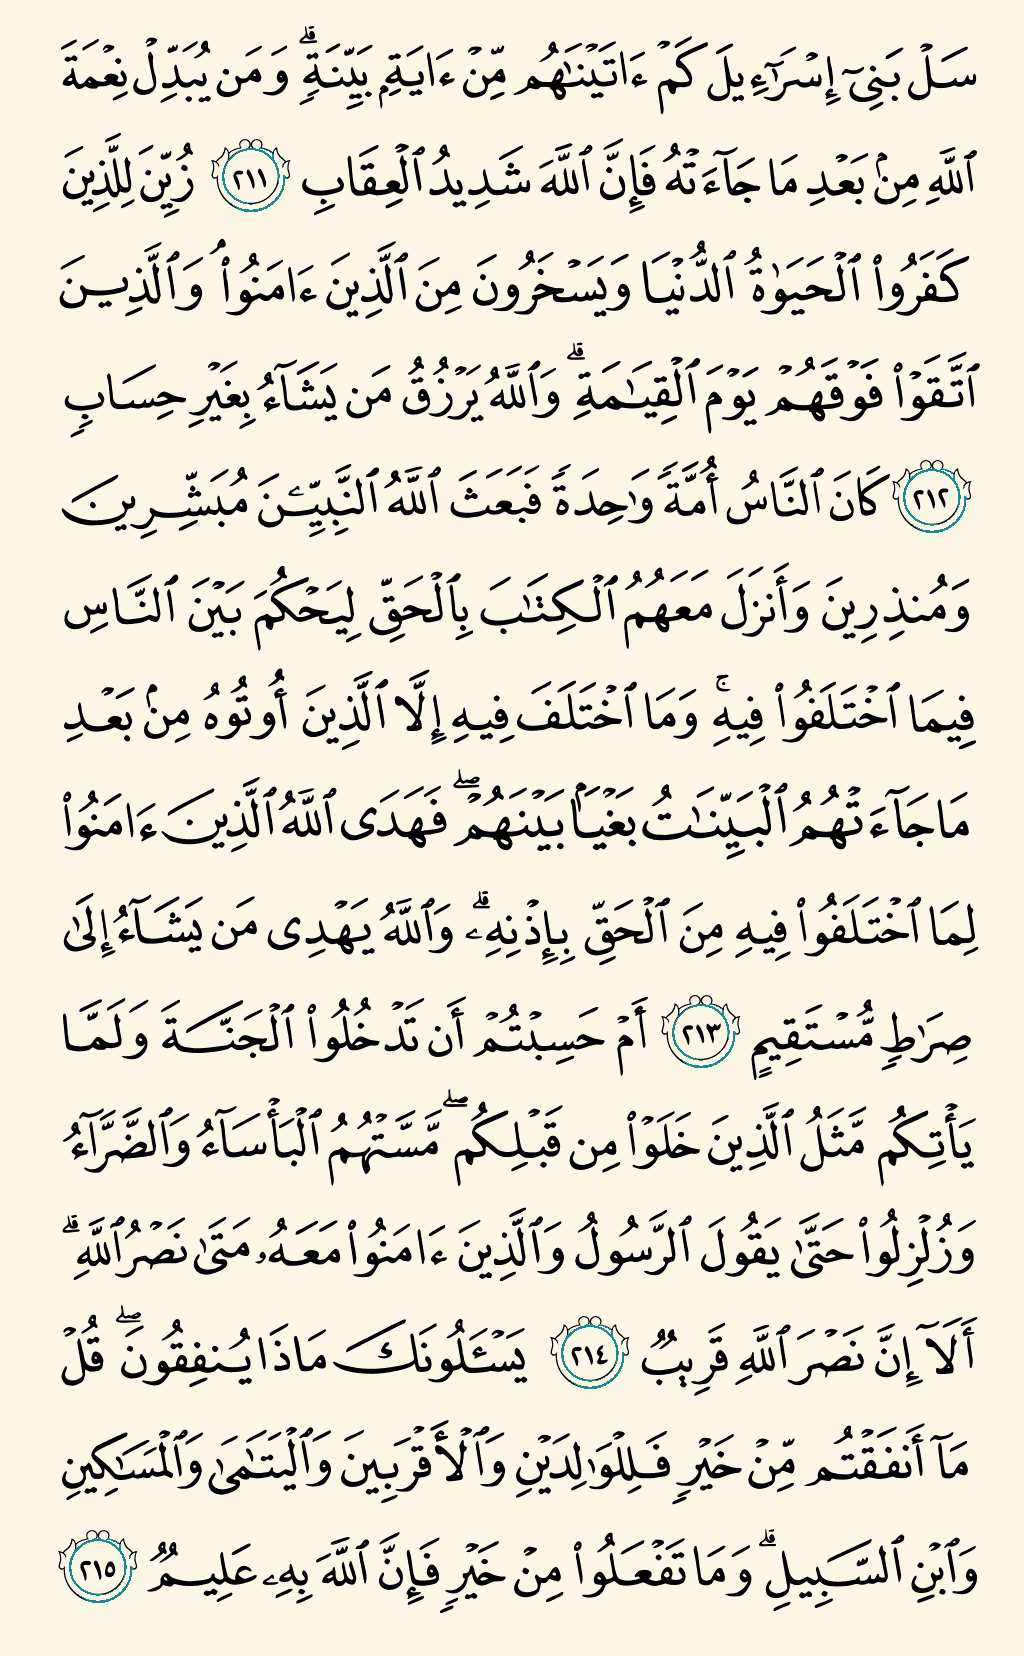 سَلۡ بَنِيٓ إِسۡرَٰٓءِيلَ كَمۡ ءَاتَيۡنَٰهُم مِّنۡ ءَايَةِۭ بَيِّنَةٖۗ وَمَن يُبَدِّلۡ نِعۡمَةَ
ٱللَّهِ مِنۢ بَعۡدِ مَا جَآءَتۡهُ فَإِنَّ ٱللَّهَ شَدِيدُ ٱلۡعِقَابِ ٢١١ زُيِّنَ لِلَّذِينَ
كَفَرُواْ ٱلۡحَيَوٰةُ ٱلدُّنۡيَا وَيَسۡخَرُونَ مِنَ ٱلَّذِينَ ءَامَنُواْۘ وَٱلَّذِينَ
ٱتَّقَوۡاْ فَوۡقَهُمۡ يَوۡمَ ٱلۡقِيَٰمَةِۗ وَٱللَّهُ يَرۡزُقُ مَن يَشَآءُ بِغَيۡرِ حِسَابٖ
٢١٢ كَانَ ٱلنَّاسُ أُمَّةٗ وَٰحِدَةٗ فَبَعَثَ ٱللَّهُ ٱلنَّبِيِّـۧنَ مُبَشِّرِينَ
وَمُنذِرِينَ وَأَنزَلَ مَعَهُمُ ٱلۡكِتَٰبَ بِٱلۡحَقِّ لِيَحۡكُمَ بَيۡنَ ٱلنَّاسِ
فِيمَا ٱخۡتَلَفُواْ فِيهِۚ وَمَا ٱخۡتَلَفَ فِيهِ إِلَّا ٱلَّذِينَ أُوتُوهُ مِنۢ بَعۡدِ
مَا جَآءَتۡهُمُ ٱلۡبَيِّنَٰتُ بَغۡيَۢا بَيۡنَهُمۡۖ فَهَدَى ٱللَّهُ ٱلَّذِينَ ءَامَنُواْ
لِمَا ٱخۡتَلَفُواْ فِيهِ مِنَ ٱلۡحَقِّ بِإِذۡنِهِۦۗ وَٱللَّهُ يَهۡدِي مَن يَشَآءُ إِلَىٰ
صِرَٰطٖ مُّسۡتَقِيمٍ ٢١٣ أَمۡ حَسِبۡتُمۡ أَن تَدۡخُلُواْ ٱلۡجَنَّةَ وَلَمَّا
يَأۡتِكُم مَّثَلُ ٱلَّذِينَ خَلَوۡاْ مِن قَبۡلِكُمۖ مَّسَّتۡهُمُ ٱلۡبَأۡسَآءُ وَٱلضَّرَّآءُ
وَزُلۡزِلُواْ حَتَّىٰ يَقُولَ ٱلرَّسُولُ وَٱلَّذِينَ ءَامَنُواْ مَعَهُۥ مَتَىٰ نَصۡرُ ٱللَّهِۗ
أَلَآ إِنَّ نَصۡرَ ٱللَّهِ قَرِيبٞ ٢١٤ يَسۡـَٔلُونَكَ مَاذَا يُنفِقُونَۖ قُلۡ
مَآ أَنفَقۡتُم مِّنۡ خَيۡرٖ فَلِلۡوَٰلِدَيۡنِ وَٱلۡأَقۡرَبِينَ وَٱلۡيَتَٰمَىٰ وَٱلۡمَسَٰكِينِ
وَٱبۡنِ ٱلسَّبِيلِۗ وَمَا تَفۡعَلُواْ مِنۡ خَيۡرٖ فَإِنَّ ٱللَّهَ بِهِۦ عَلِيمٞ ٢١٥